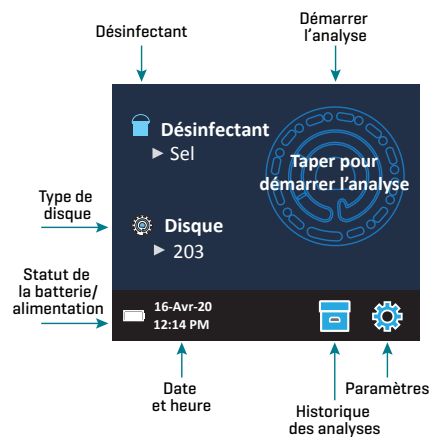 Désinfectant
Démarrer
l'analyse
Désinfectant
► Sel
Taper pour
démarrer l'analyse
Type de
disque
Disque
► 203
Statut de
la batterie/
alimentation
16-Avr-20
12:14 PM
Date
et heure
Historique
des analyses
Paramètres